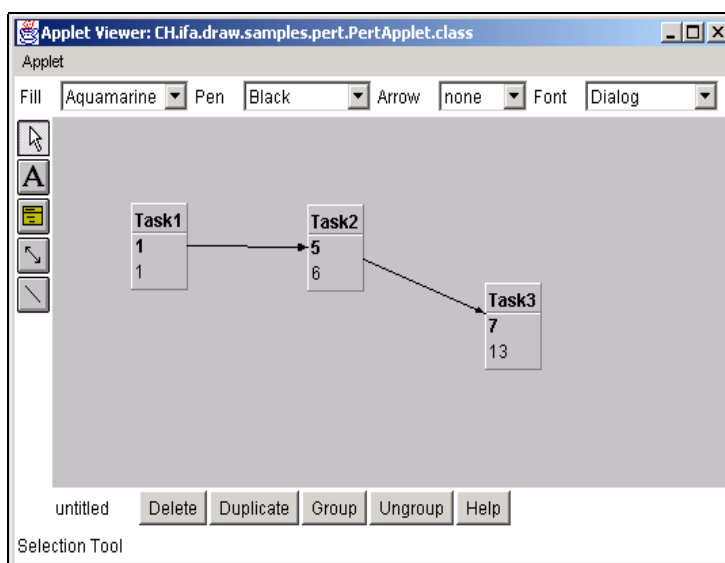 Applet Viewer: CH.ifa.draw.samples.pert.PertApplet.class
Applet
Fill Aquamarine Pen Black Arrow none Font Dialog
A
Task1
1
1
Task2
5
6
Task3
7
13
untitled Delete Duplicate Group Ungroup Help
Selection Tool